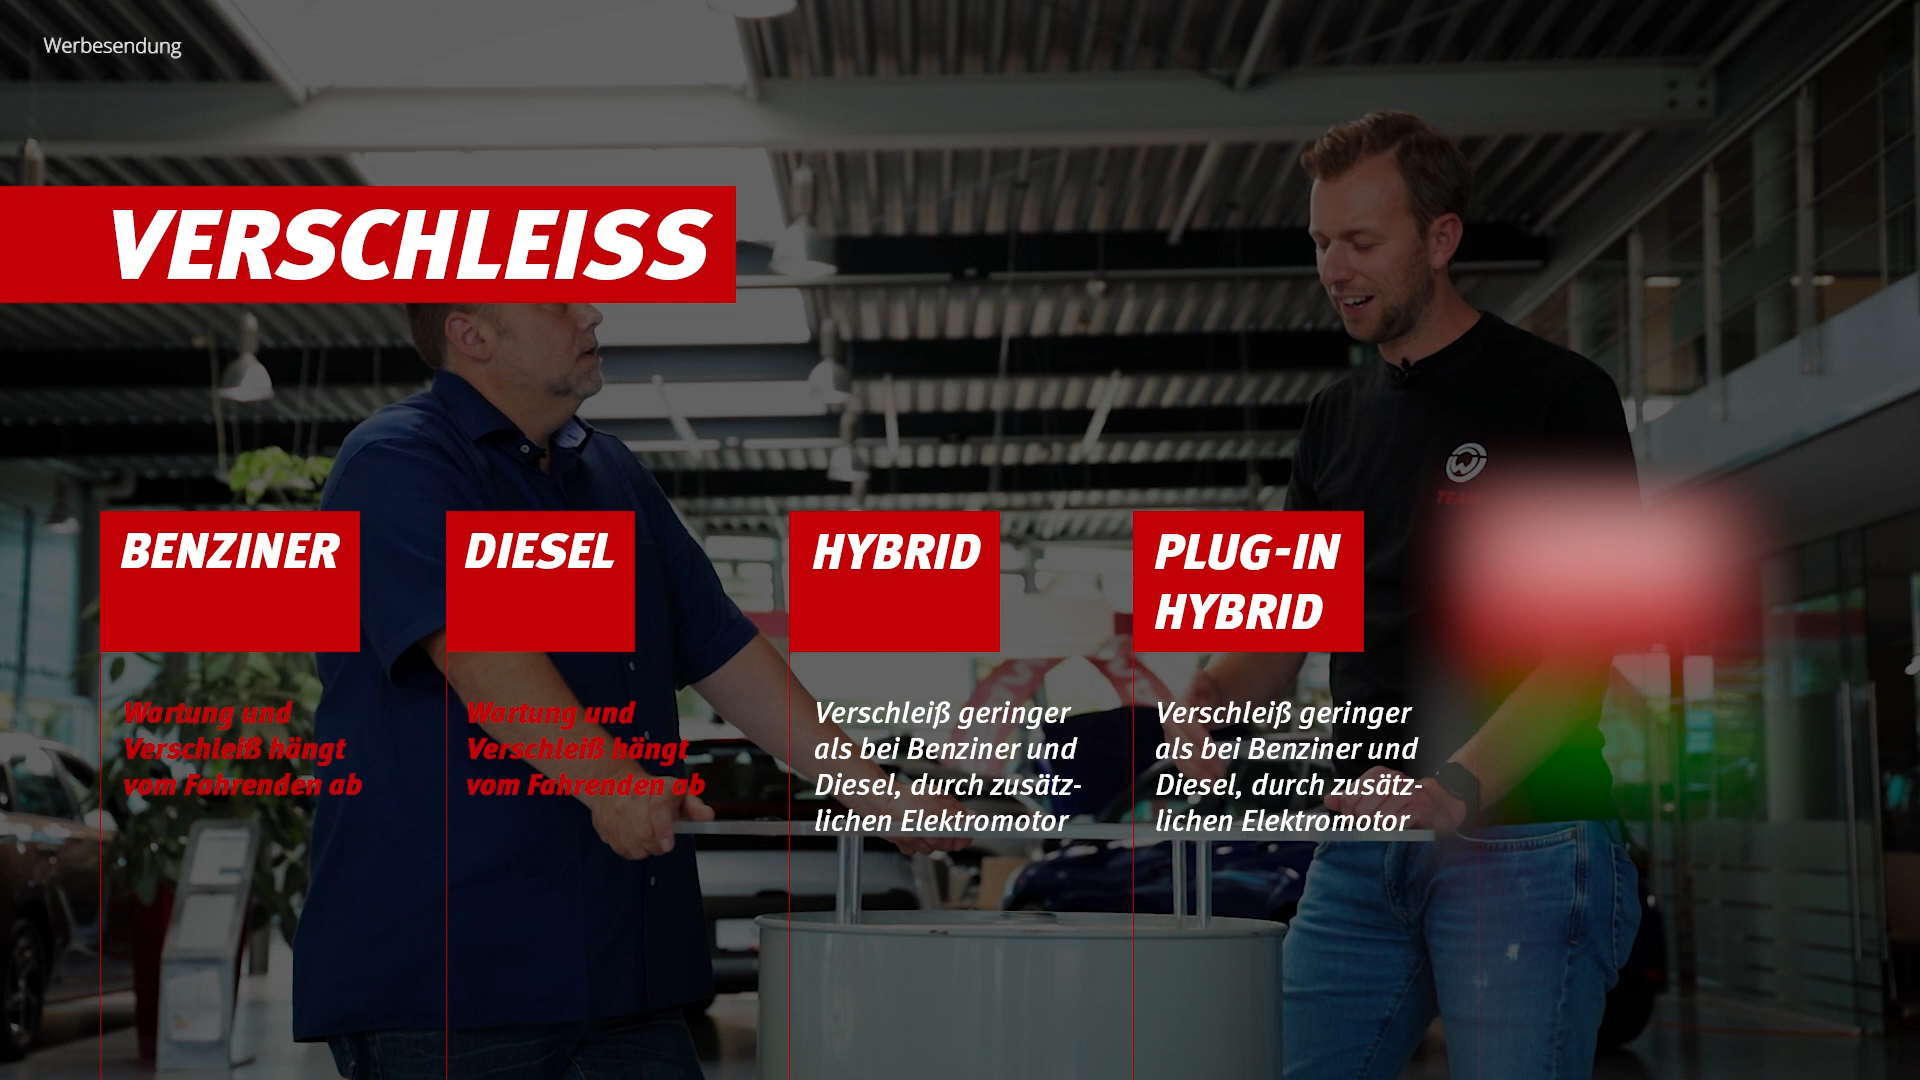 Werbesendung
VERSCHLEISS
BENZINER
Wartung und
Verschleiß hängt
vom Fahrenden ab
DIESEL
Wartung und
Verschleiß hängt
vom Fahrenden ab
HYBRID
Verschleiß geringer
als bei Benziner und
Diesel, durch zusätz-
lichen Elektromotor
PLUG-IN
HYBRID
Verschleiß geringer
als bei Benziner und
Diesel, durch zusätz-
lichen Elektromotor